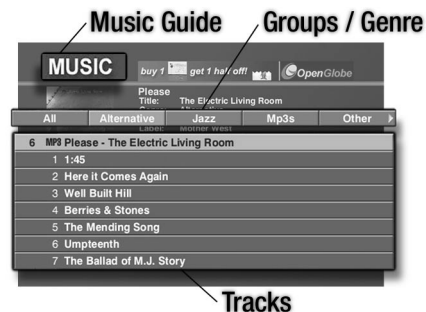 Music Guide Groups / Genre
MUSIC buy 1 get 1 half off! OpenGlobe
Please
Title: The Electric Living Room
Genre: Alternative
All Alternative Jazz Mp3s Other
Label: Mother West
6 MP3 Please - The Electric Living Room
1 1:45
2 Here it Comes Again
3 Well Built Hill
4 Berries & Stones
5 The Mending Song
6 Umpteenth
7 The Ballad of M.J. Story
Tracks